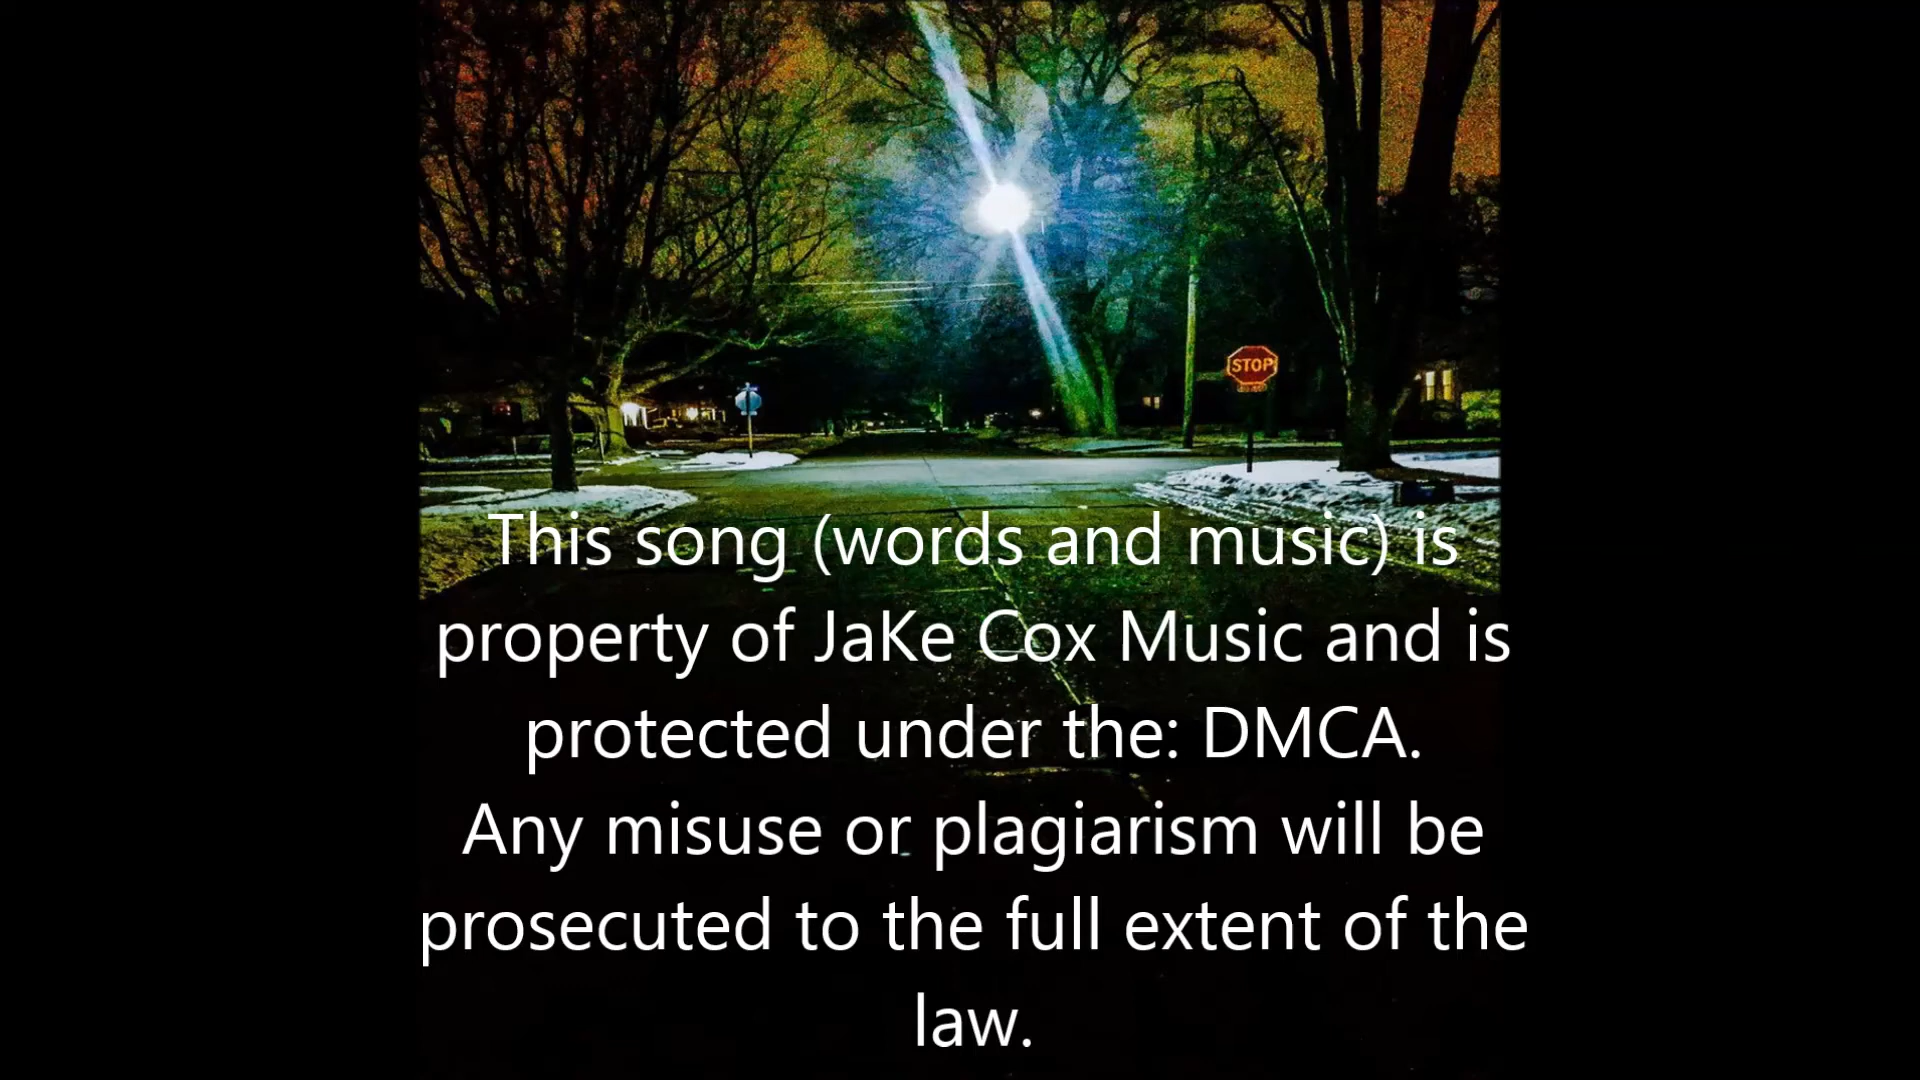 STOP
This song (words and music) is
property of JaKe Cox Music and is
protected under the: DMCA.
Any misuse or plagiarism will be
prosecuted to the full extent of the
law.